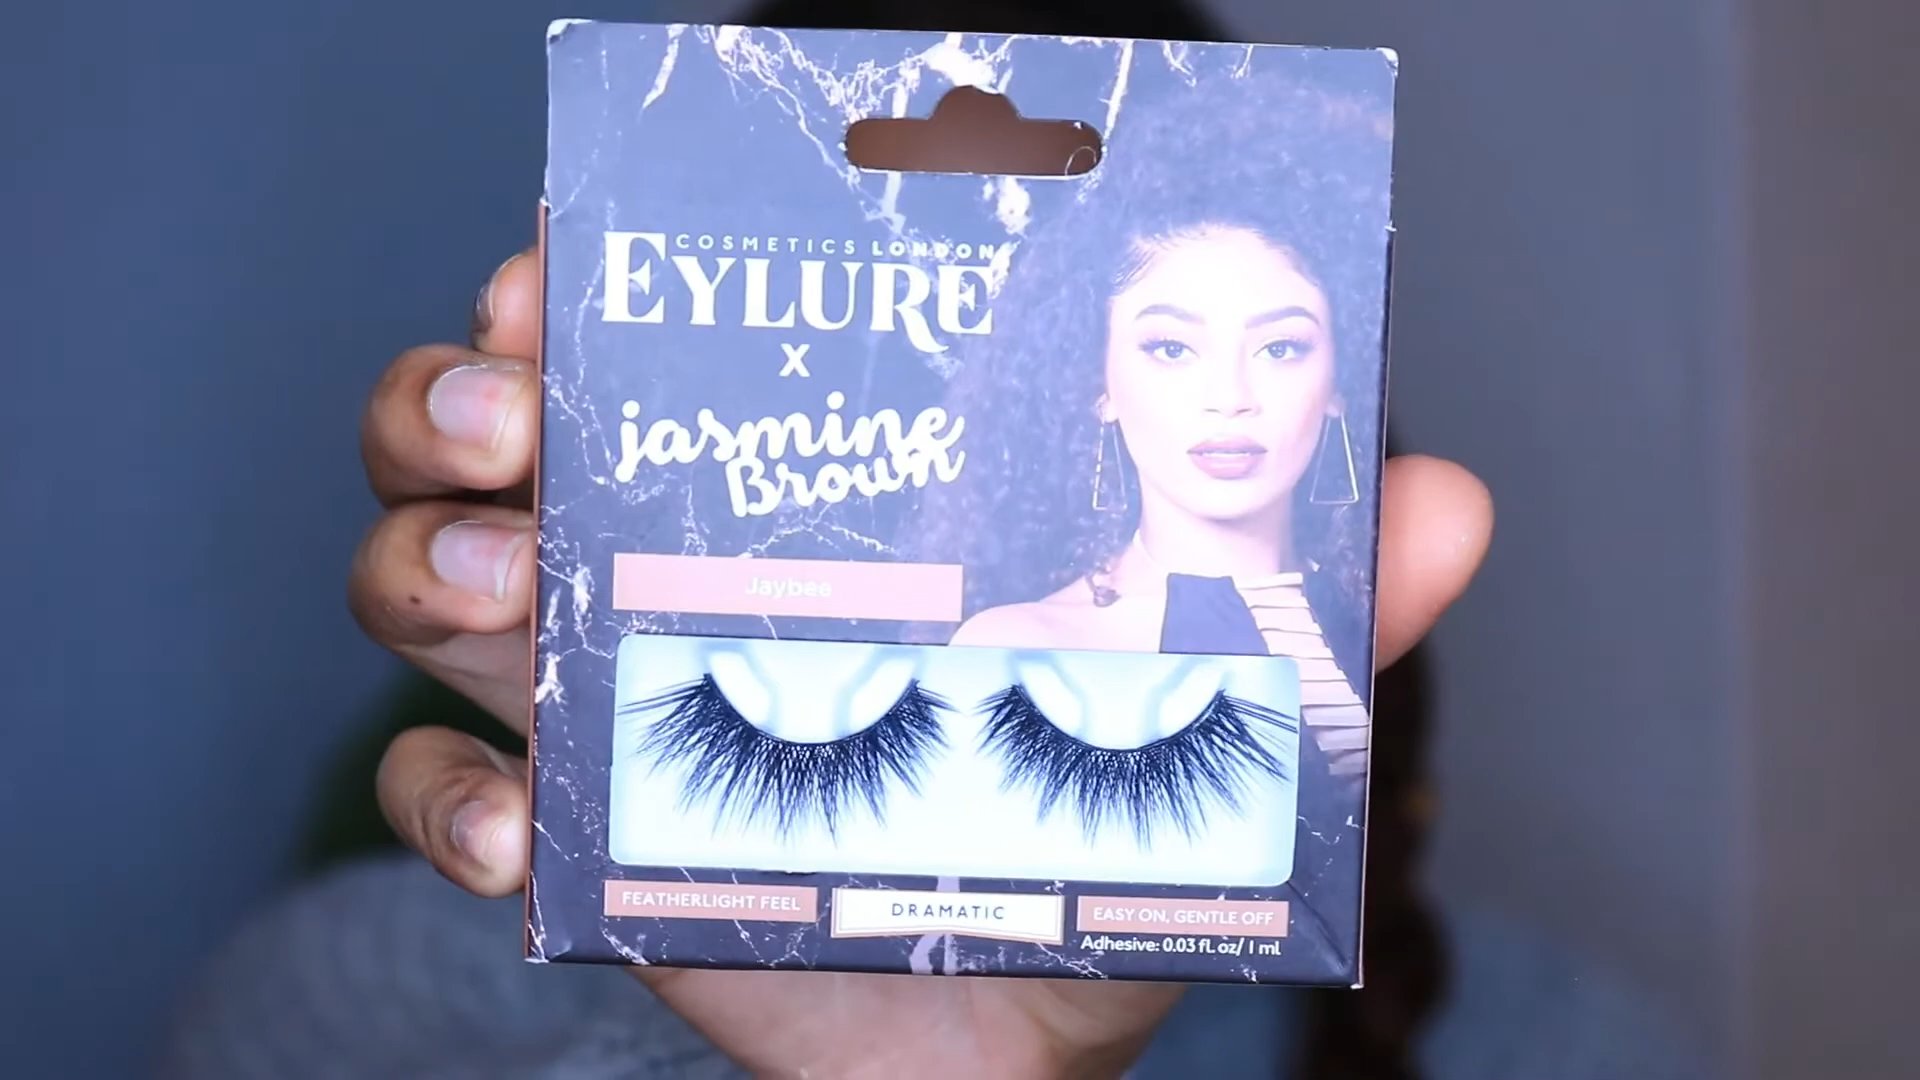 COSMETICS LONDON
EYLURE
X
jasmine
Brown
Jaybee
FEATHERLIGHT FEEL
DRAMATIC
EASY ON, GENTLE OFF
Adhesive: 0.03 fl. oz/ 1 ml